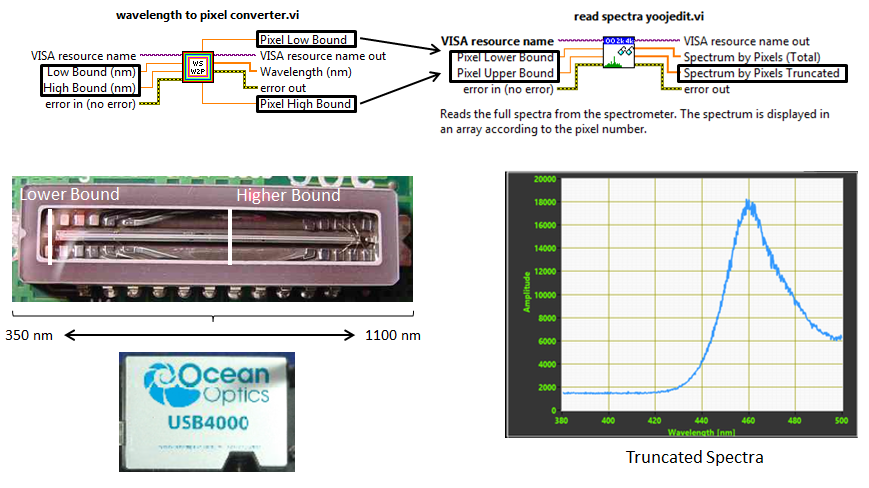 wavelength to pixel converter.vi
Pixel Low Bound
VISA resource name
VISA resource name out
Low Bound (nm)
WS
W2P
Wavelength (nm)
High Bound (nm)
error out
error in (no error)
Pixel High Bound
read spectra yoojedit.vi
VISA resource name
VISA resource name out
Pixel Lower Bound
Spectrum by Pixels (Total)
Pixel Upper Bound
Spectrum by Pixels Truncated
error in (no error)
error out
Reads the full spectra from the spectrometer. The spectrum is displayed in
an array according to the pixel number.
Lower Bound
Higher Bound
350 nm
1100 nm
Ocean
Optics
USB4000
Amplitude
20000
18000
16000
14000
12000
10000
8000
6000
4000
2000
0
380
400
420
440
460
480
500
Wavelength [nm]
Truncated Spectra